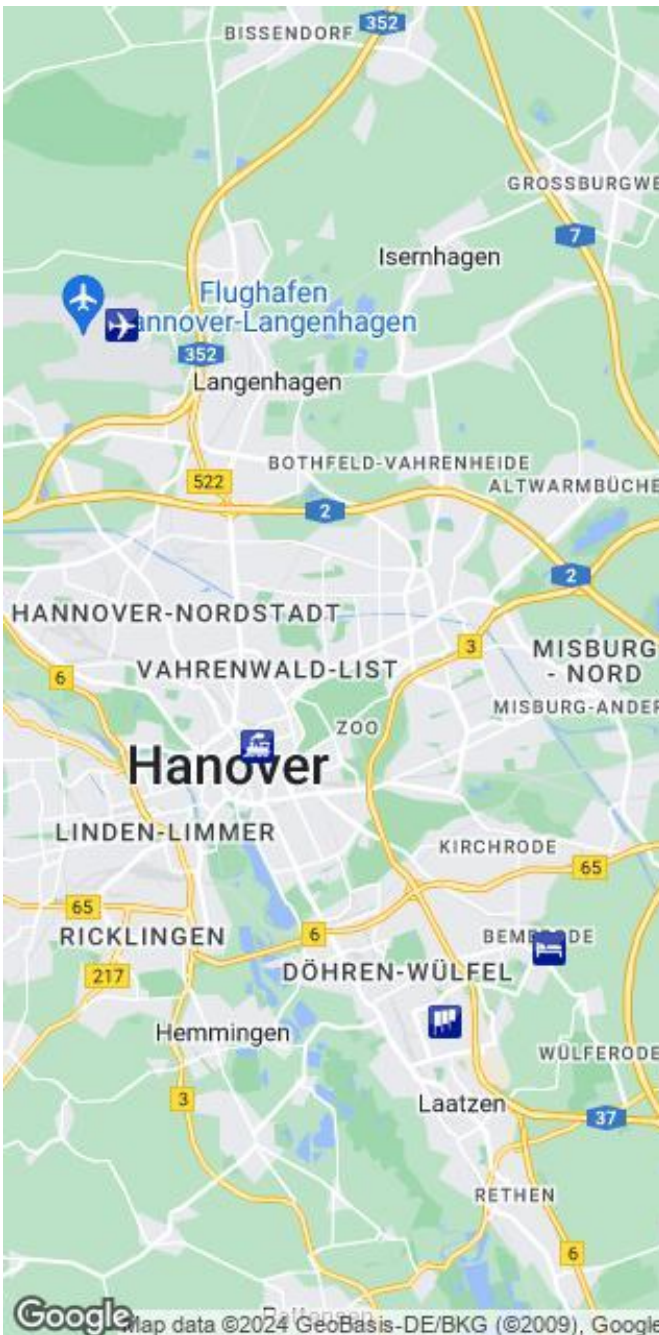 352
BISSENDORF
GROSSBURGWE
7
Isernhagen
Flughafen
annover-Langenhagen
352
Langenhagen
BOTHFELD-VAHRENHEIDE
522
ALTWARMBÜCHE
2
2
HANNOVER-NORDSTADT
3
MISBURG
- NORD
VAHRENWALD-LIST
6
MISBURG-ANDER
ZOO
Hanover
LINDEN-LIMMER
KIRCHRODE
65
65
6
RICKLINGEN
BEMERODE
DÖHREN-WÜLFEL
217
Hemmingen
WÜLFERODE
3
Laatzen
37
RETHEN
6
Google
Map data ©2024 GeoBasis-DE/BKG (©2009), Google